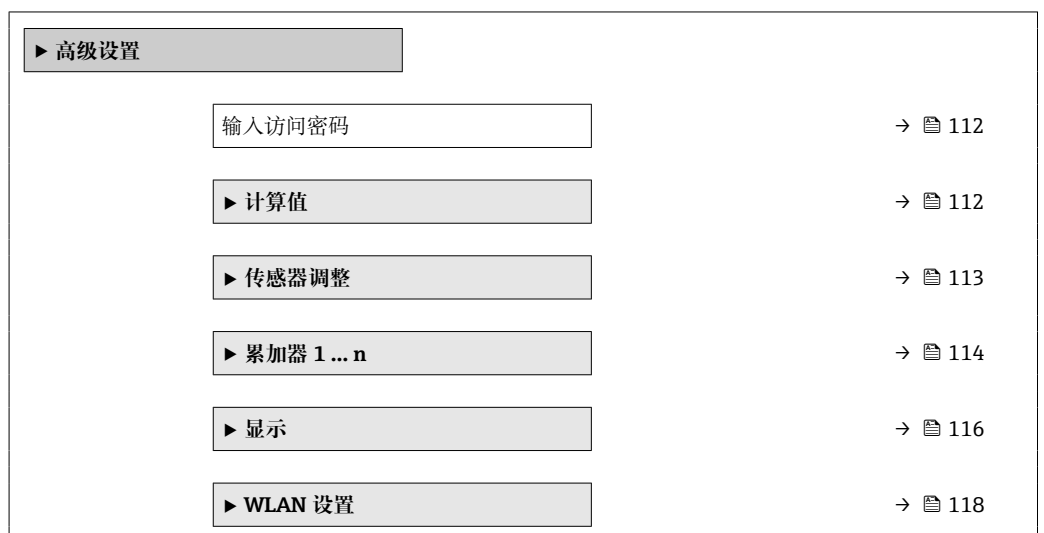 ▶ 高级设置
输入访问密码 → 🖺 112
▶ 计算值 → 🖺 112
▶ 传感器调整 → 🖺 113
▶ 累加器 1 ... n → 🖺 114
▶ 显示 → 🖺 116
▶ WLAN 设置 → 🖺 118